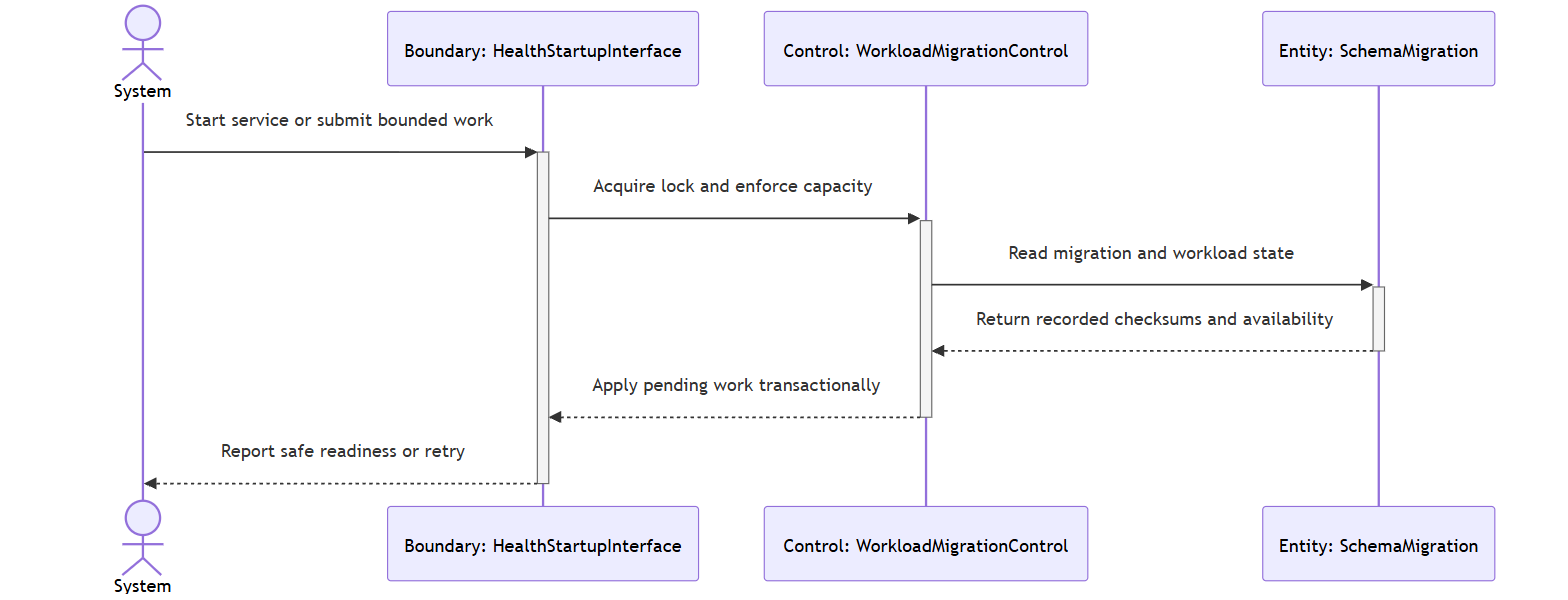 System
Boundary: HealthStartupInterface
Control: WorkloadMigrationControl
Entity: SchemaMigration
Start service or submit bounded work
Acquire lock and enforce capacity
Read migration and workload state
Return recorded checksums and availability
Apply pending work transactionally
Report safe readiness or retry
System
Boundary: HealthStartupInterface
Control: WorkloadMigrationControl
Entity: SchemaMigration